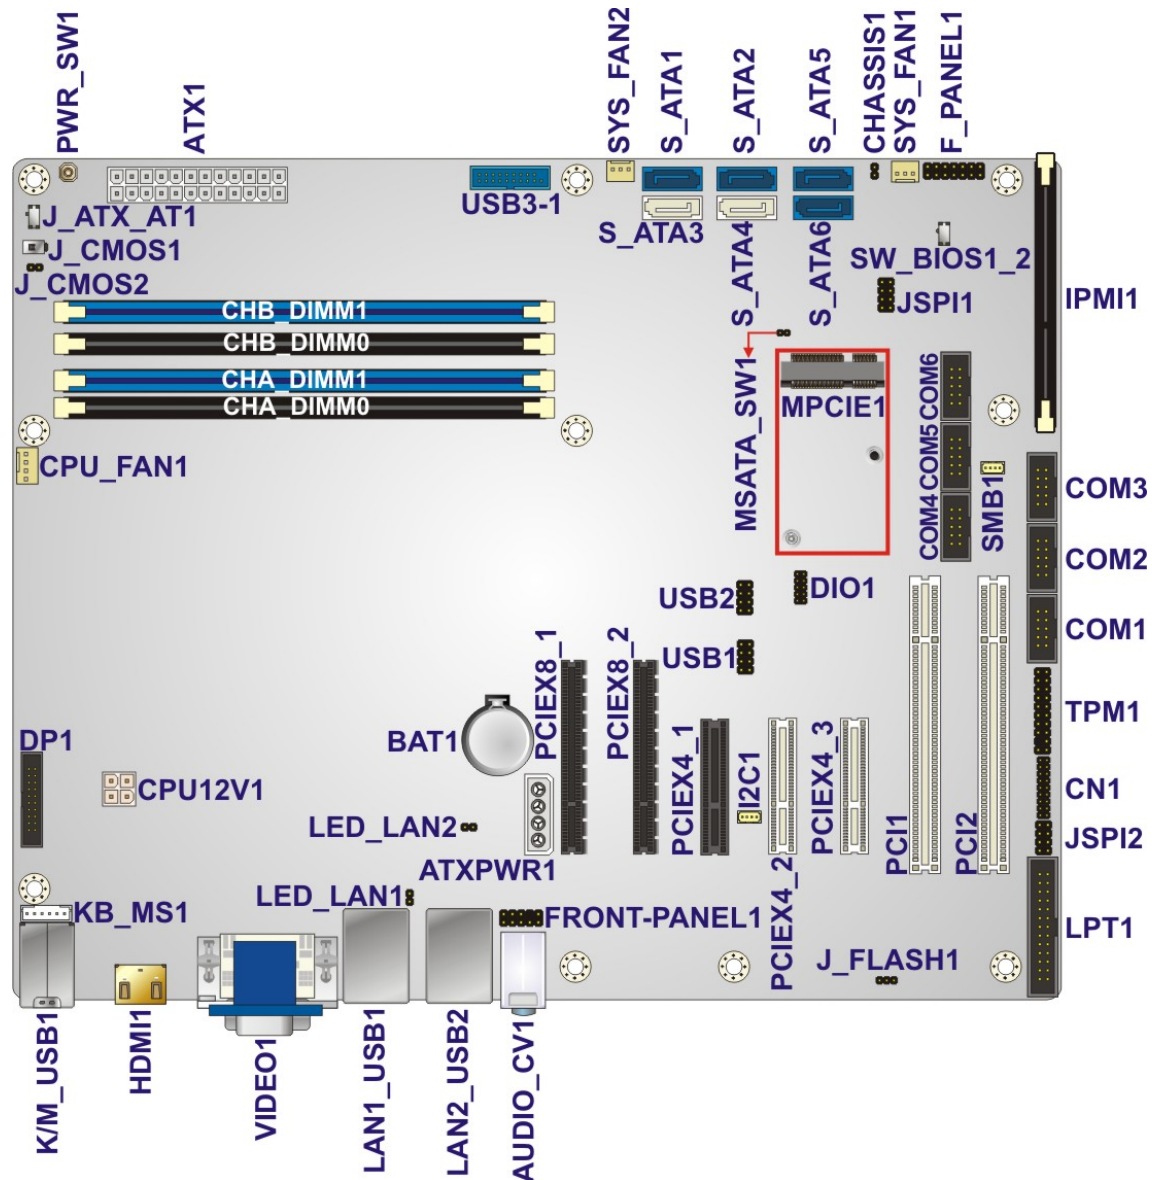 PWR_SW1
ATX1
SYS_FAN2
S_ATA1
S_ATA2
S_ATA5
CHASSIS1
SYS_FAN1
F_PANEL1
J_ATX_AT1
USB3-1
S_ATA3
S_ATA4
S_ATA6
J_CMOS1
SW_BIOS1_2
J_CMOS2
JSPI1
IPMI1
CHB_DIMM1
CHB_DIMM0
CHA_DIMM1
CHA_DIMM0
MSATA_SW1
MPCIE1
COM6
COM5
COM4
CPU_FAN1
SMB1
COM3
COM2
COM1
USB2
DIO1
USB1
PCIEX8_1
PCIEX8_2
TPM1
DP1
BAT1
PCIEX4_1
I2C1
PCIEX4_2
PCIEX4_3
PCI1
PCI2
CPU12V1
CN1
LED_LAN2
JSPI2
ATXPWR1
LED_LAN1
KB_MS1
FRONT-PANEL1
LPT1
J_FLASH1
K/M_USB1
HDMI1
VIDEO1
LAN1_USB1
LAN2_USB2
AUDIO_CV1